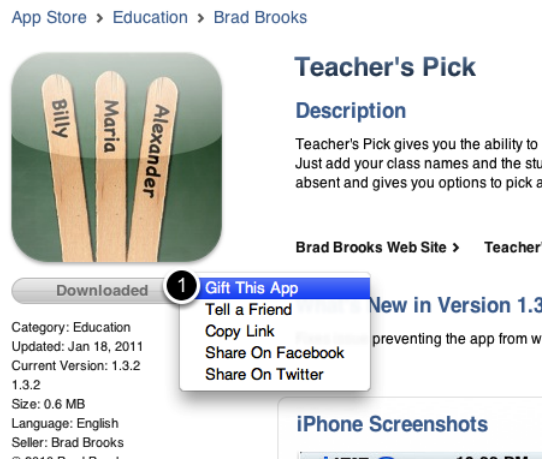 App Store > Education > Brad Brooks
Billy
Maria
Alexander
Teacher's Pick
Description
Teacher's Pick gives you the ability to
Just add your class names and the stu
absent and gives you options to pick a
Brad Brooks Web Site >
Teacher'
Downloaded
1
Gift This App
Tell a Friend
Copy Link
Share On Facebook
Share On Twitter
New in Version 1.3
preventing the app from w
Category: Education
Updated: Jan 18, 2011
Current Version: 1.3.2
1.3.2
Size: 0.6 MB
Language: English
Seller: Brad Brooks
iPhone Screenshots